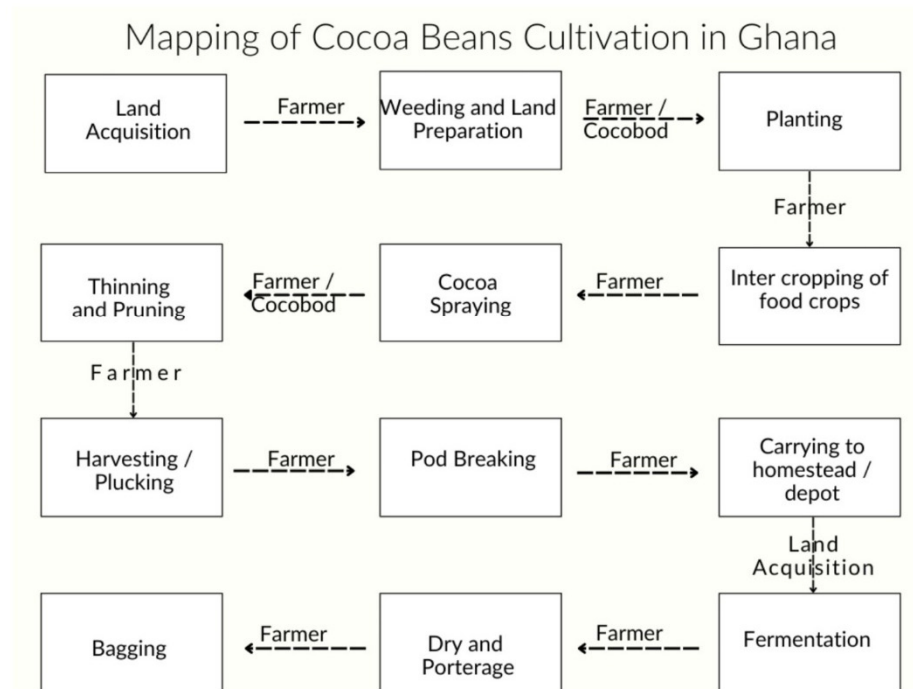 Mapping of Cocoa Beans Cultivation in Ghana
Land
Acquisition
Farmer
Weeding and Land
Preparation
Farmer /
Cocobod
Planting
Farmer
Inter cropping of
food crops
Farmer
Cocoa
Spraying
Farmer /
Cocobod
Thinning
and Pruning
Farmer
Harvesting /
Plucking
Farmer
Pod Breaking
Farmer
Carrying to
homestead /
depot
Land
Acquisition
Fermentation
Farmer
Dry and
Porterage
Farmer
Bagging